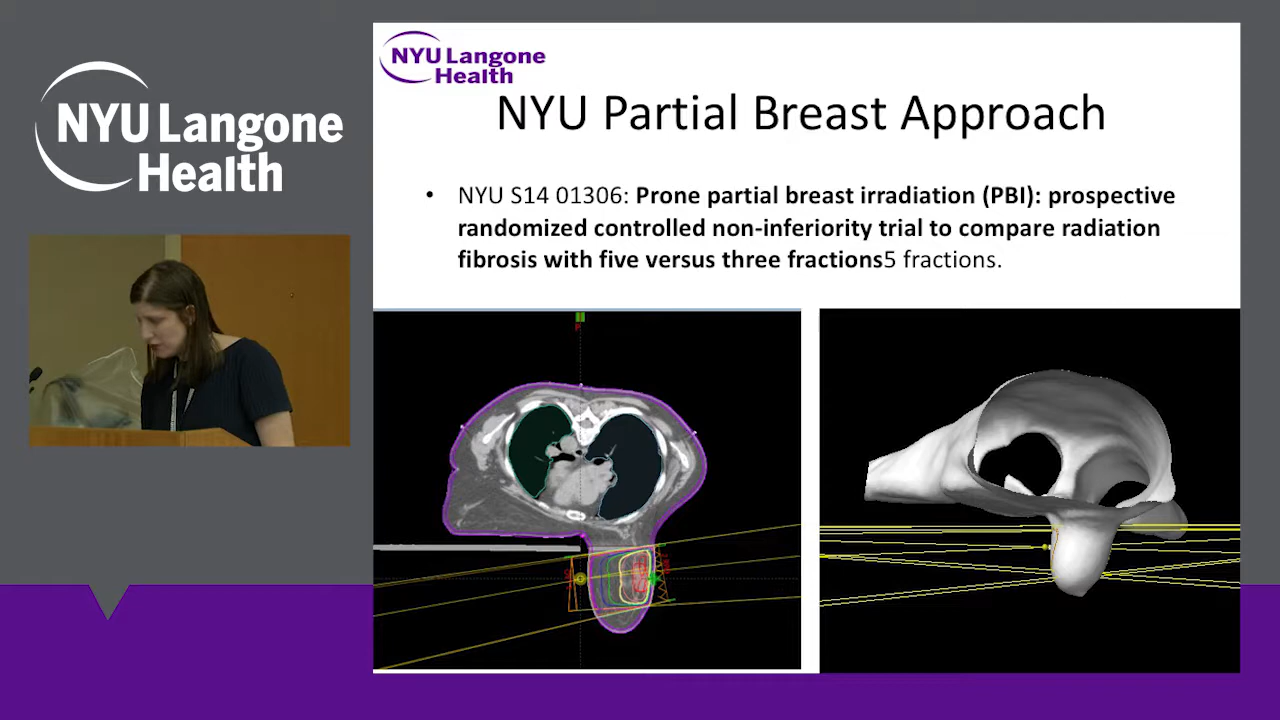 NYU Langone
Health
NYU Langone
Health
NYU Partial Breast Approach
• NYU S14 01306: Prone partial breast irradiation (PBI): prospective
randomized controlled non-inferiority trial to compare radiation
fibrosis with five versus three fractions5 fractions.